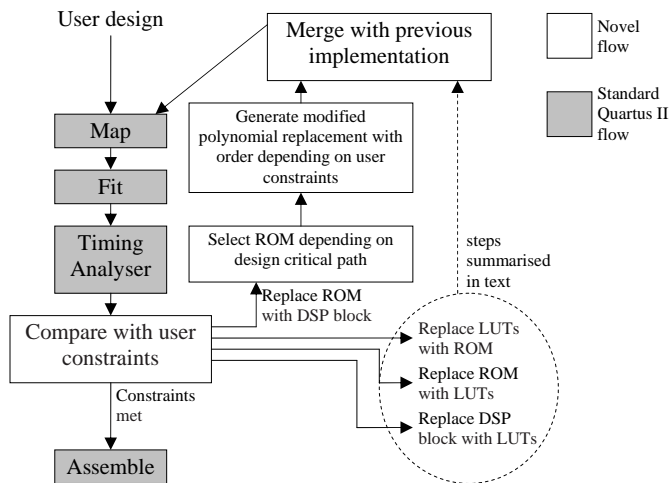 User design
Merge with previous
implementation
Novel
flow
Standard
Quartus II
flow
Map
Generate modified
polynomial replacement with
order depending on user
constraints
Fit
Timing
Analyser
Select ROM depending on
design critical path
steps
summarised
in text
Replace ROM
with DSP block
Compare with user
constraints
Replace LUTs
with ROM
Replace ROM
with LUTs
Replace DSP
block with LUTs
Constraints
met
Assemble